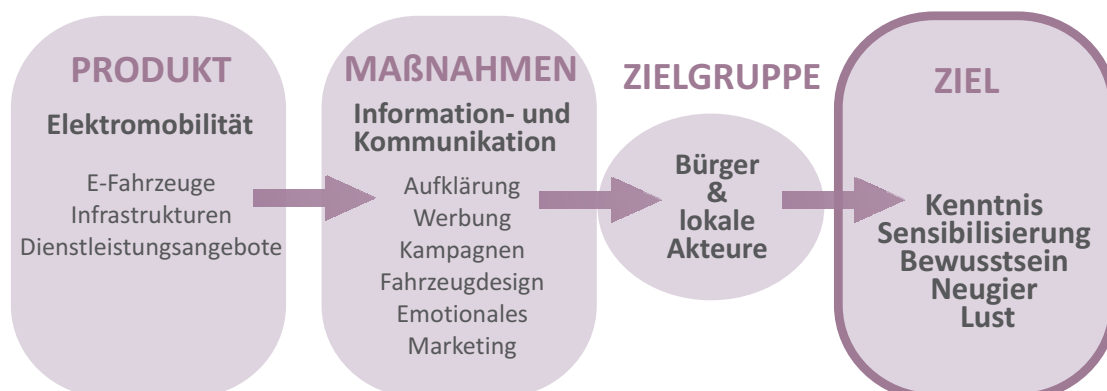 PRODUKT
Elektromobilität
E-Fahrzeuge
Infrastrukturen
Dienstleistungsangebote
MAßNAHMEN
Information- und
Kommunikation
Aufklärung
Werbung
Kampagnen
Fahrzeugdesign
Emotionales
Marketing
ZIELGRUPPE
Bürger
&
lokale
Akteure
ZIEL
Kenntnis
Sensibilisierung
Bewusstsein
Neugier
Lust